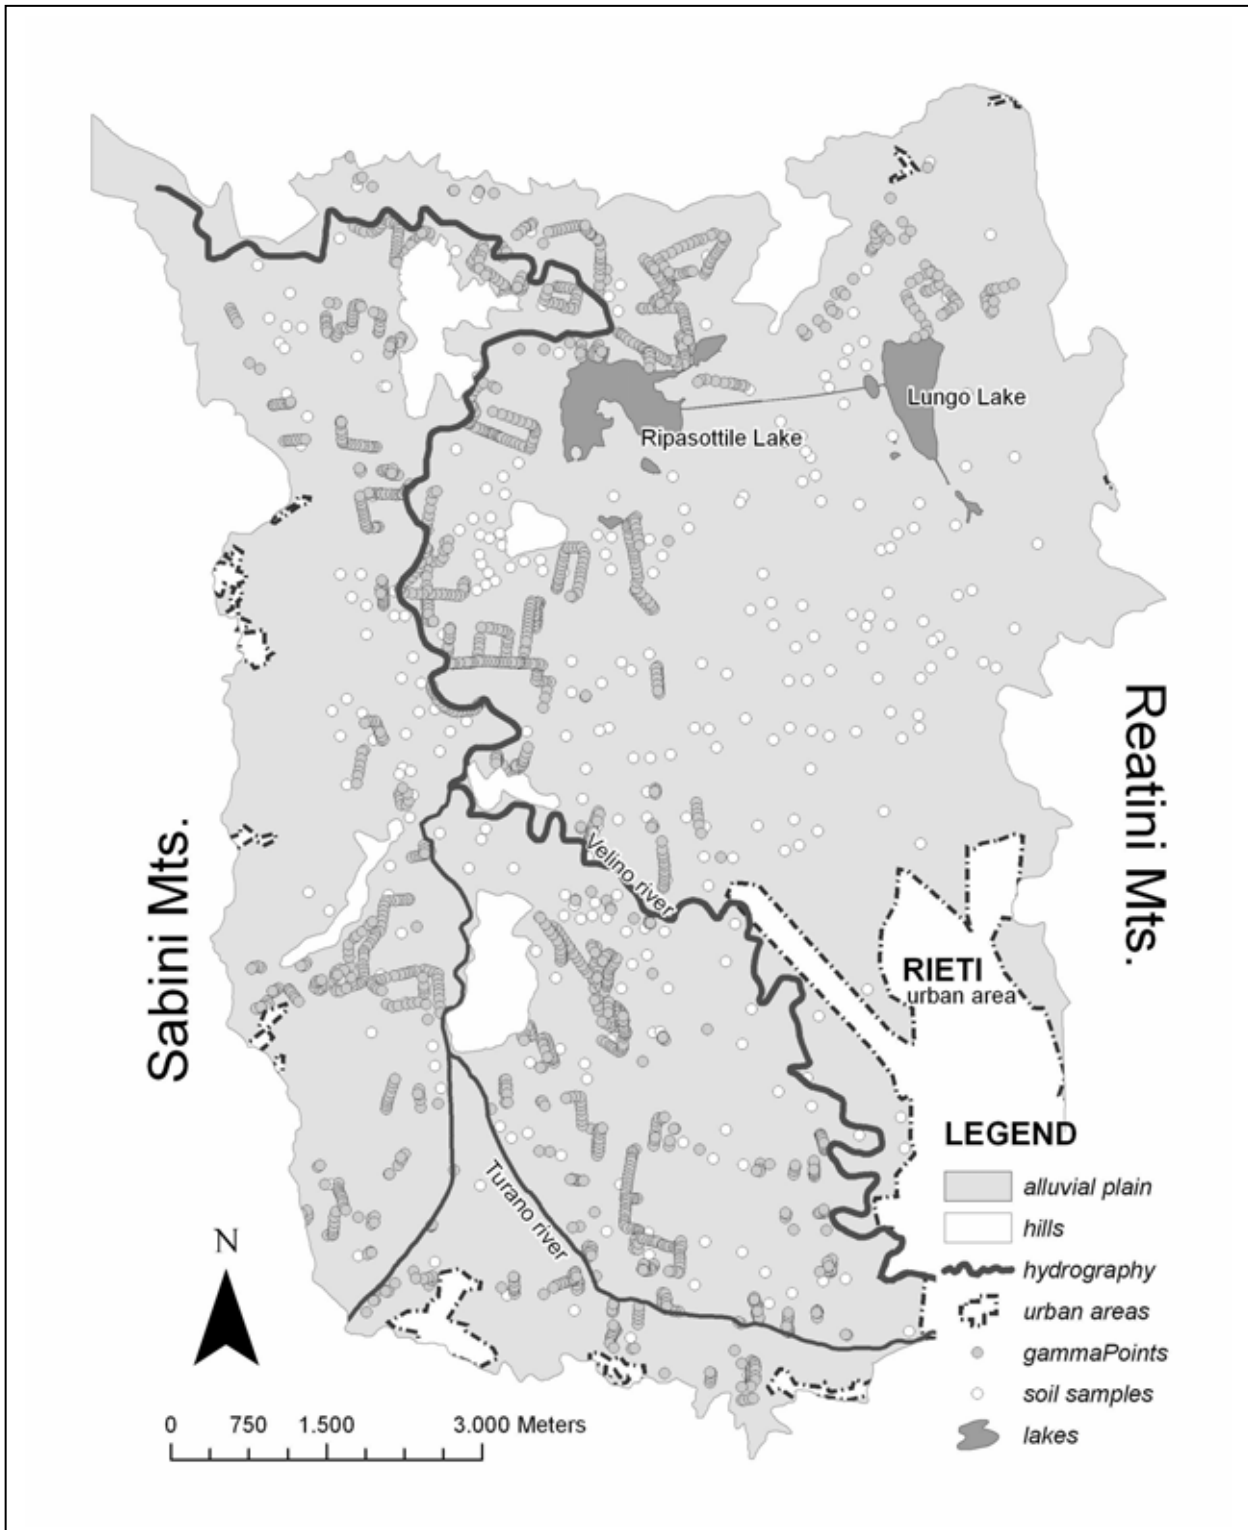 Lungo Lake
Ripasottile Lake
Reatini Mts.
Sabini Mts.
Velino river
RIETI
urban area
Turano river
N
0 750 1.500 3.000 Meters
LEGEND
alluvial plain
hills
hydrography
urban areas
gammaPoints
soil samples
lakes